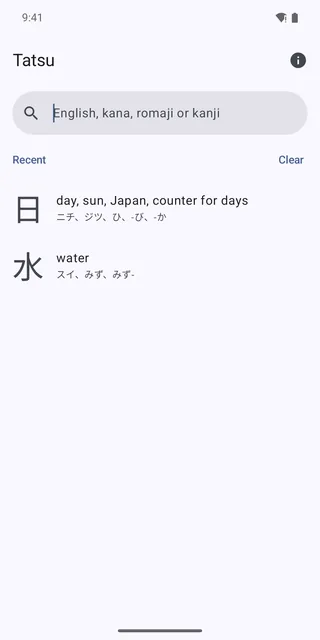 9:41
Tatsu
English, kana, romaji or kanji
Recent
Clear
日
day, sun, Japan, counter for days
ニチ、ジツ、ひ、-び、-か
水
water
スイ、みず、みず-